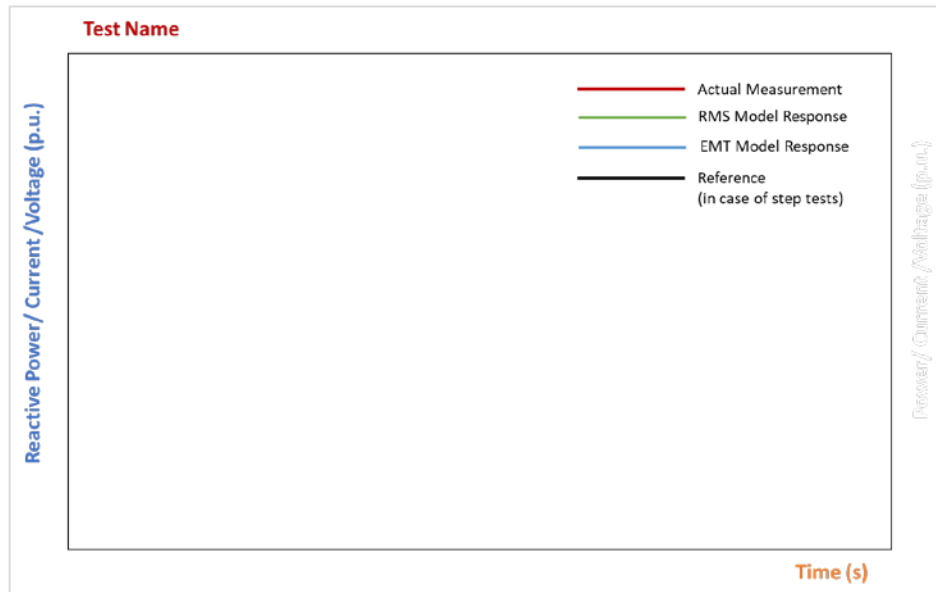 Test Name
Reactive Power/ Current /Voltage (p.u.)
Actual Measurement
RMS Model Response
EMT Model Response
Reference
(in case of step tests)
Power/ Current /Voltage (p.u.)
Time (s)